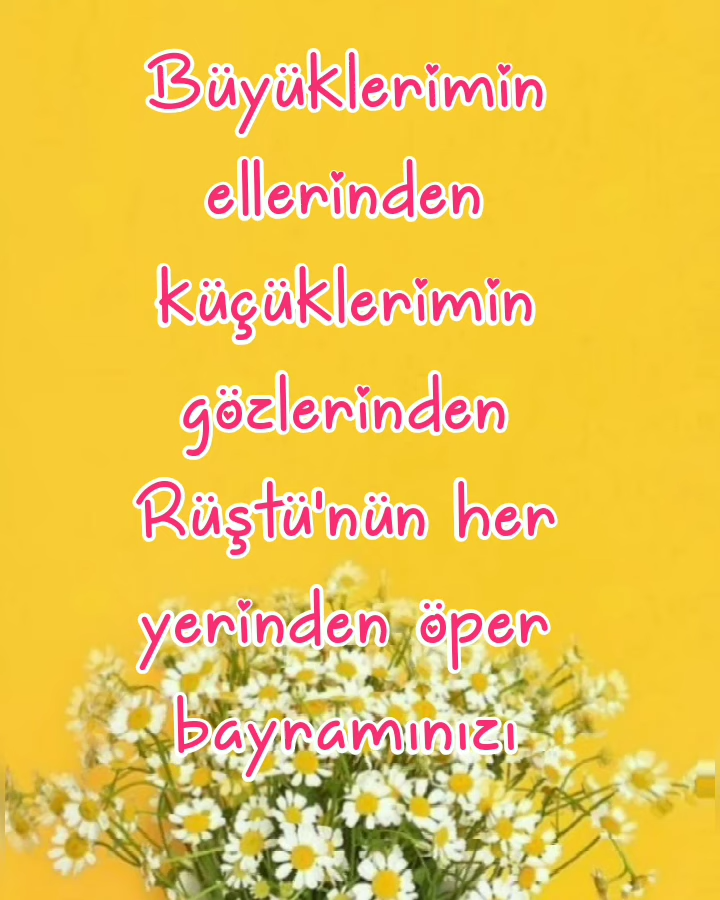 Büyüklerimin
ellerinden
küçüklerimin
gözlerinden
Rüştü'nün her
yerinden öper
bayramınızı